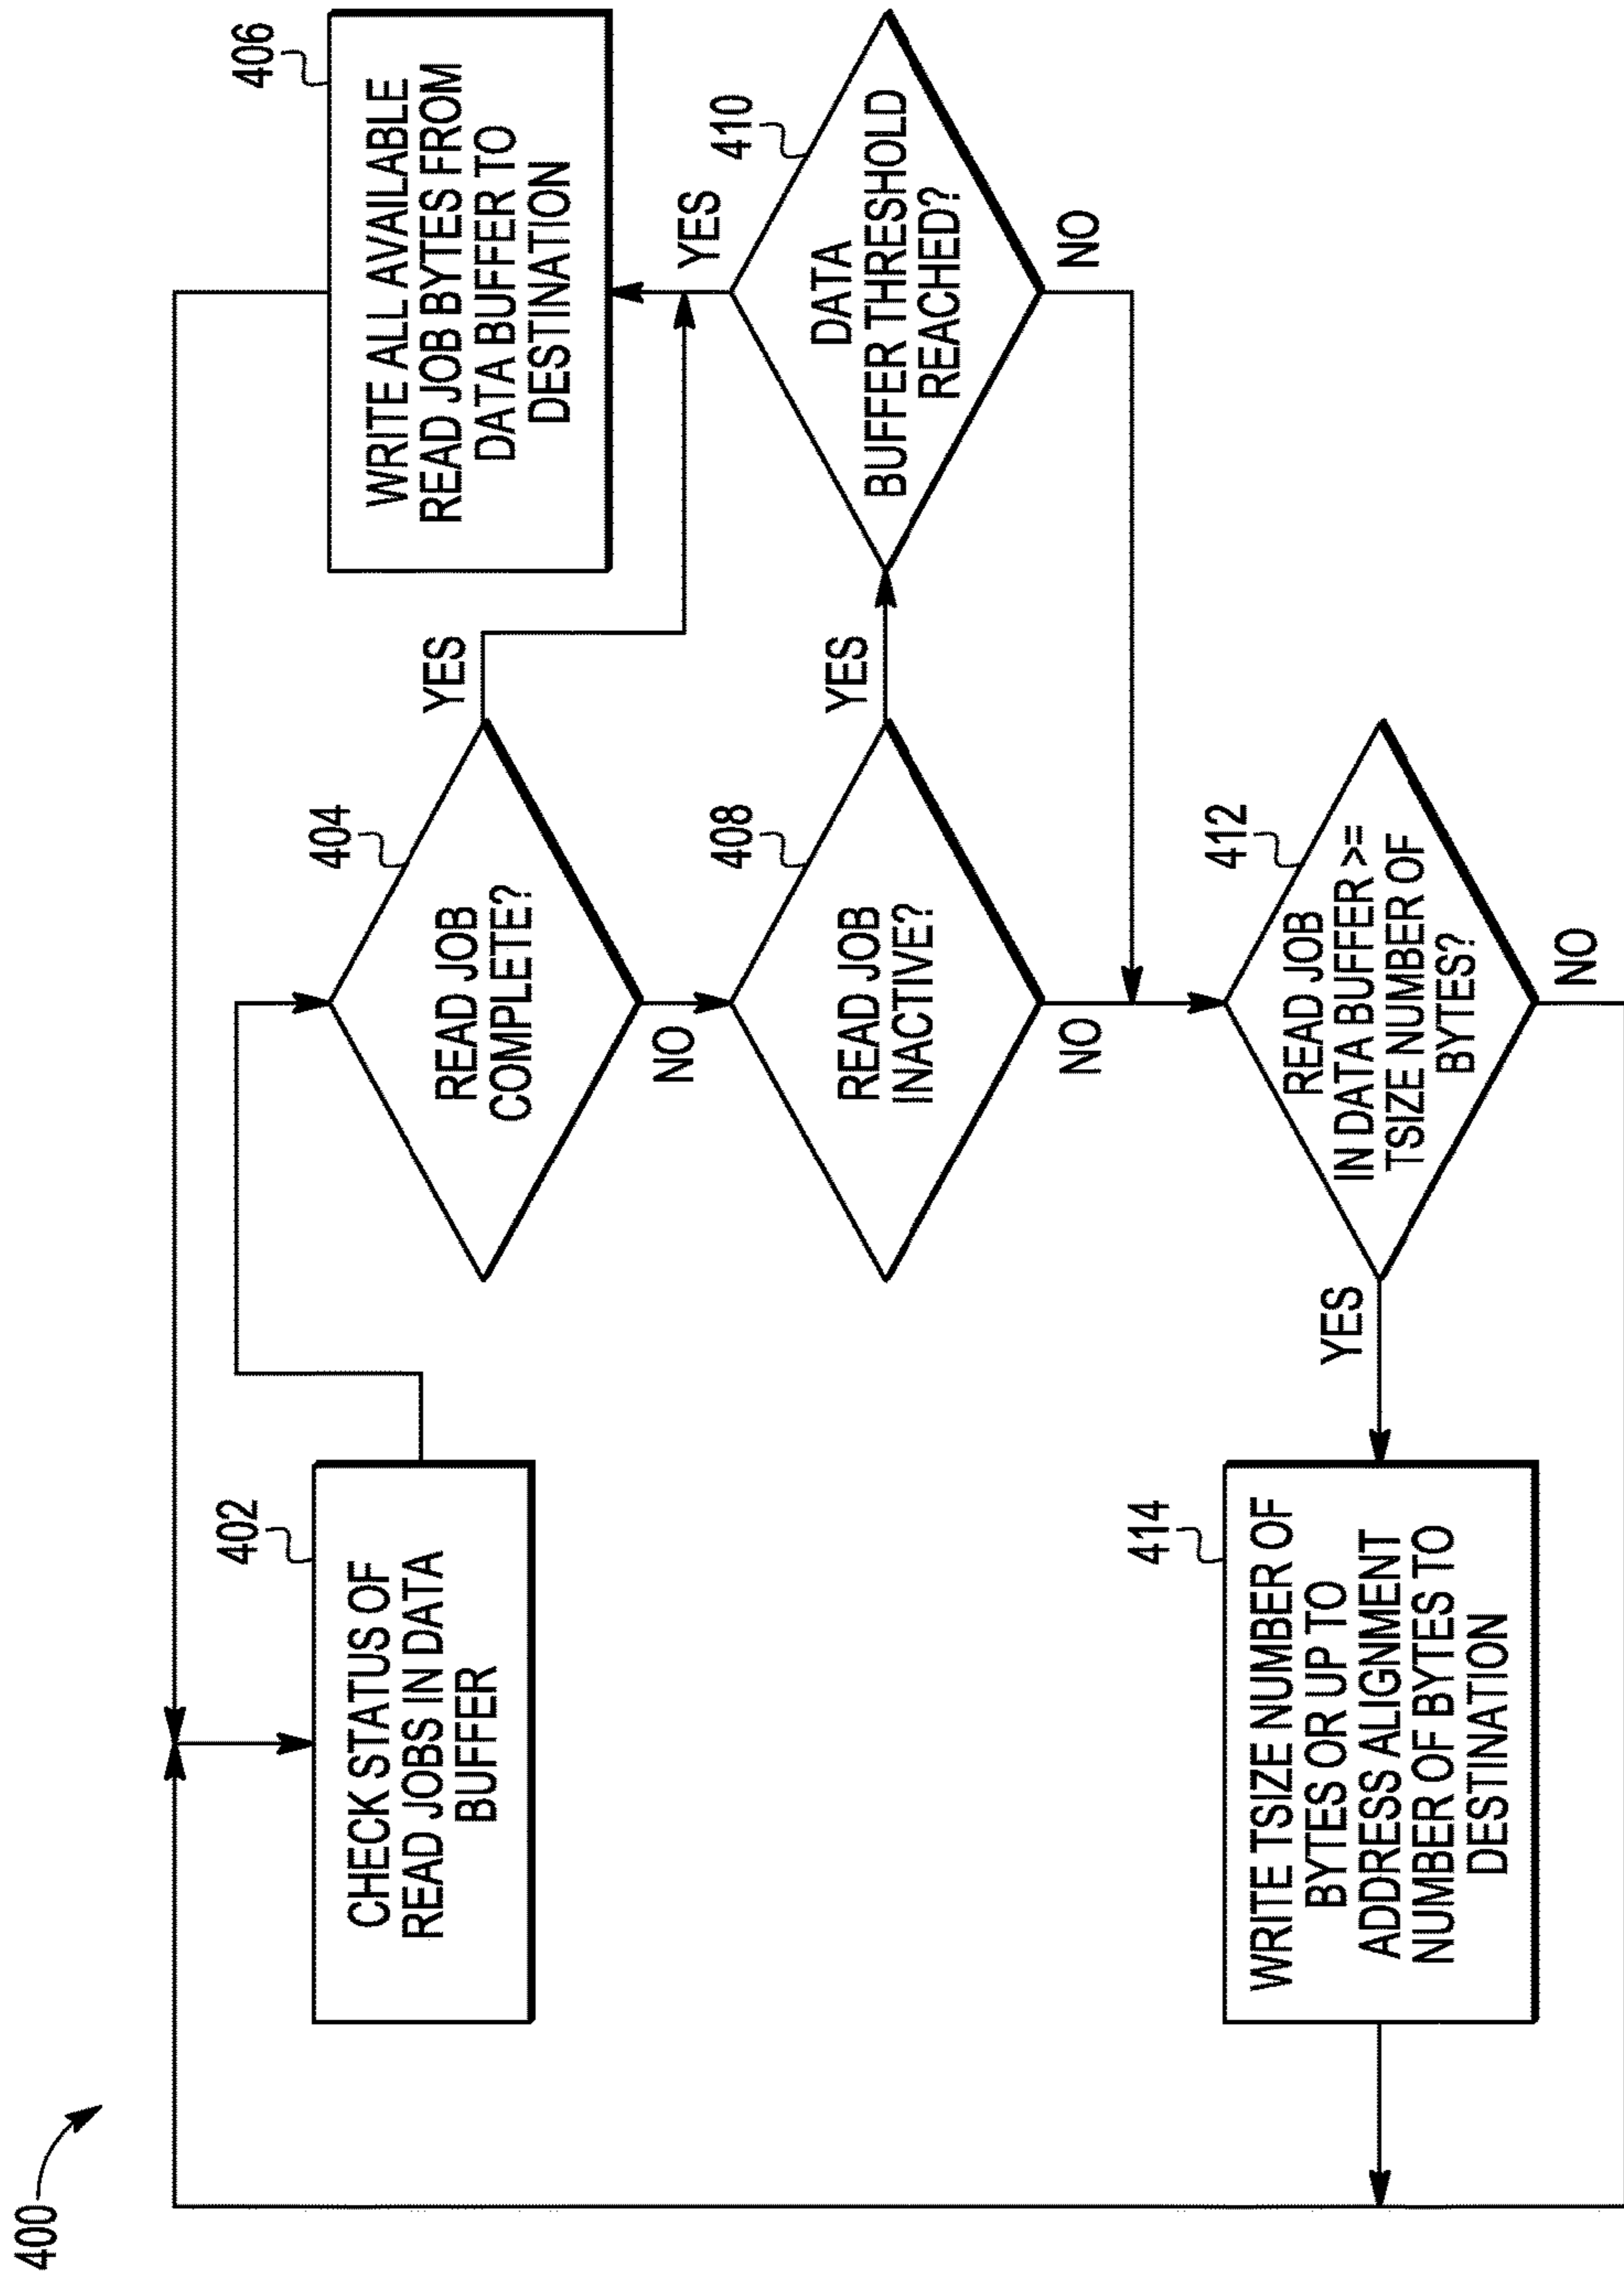 400
402
CHECK STATUS OF
READ JOBS IN DATA
BUFFER
404
READ JOB
COMPLETE?
YES
NO
406
WRITE ALL AVAILABLE
READ JOB BYTES FROM
DATA BUFFER TO
DESTINATION
408
READ JOB
INACTIVE?
YES
NO
410
DATA
BUFFER THRESHOLD
REACHED?
YES
NO
412
READ JOB
IN DATA BUFFER >=
TSIZE NUMBER OF
BYTES?
YES
NO
414
WRITE TSIZE NUMBER OF
BYTES OR UP TO
ADDRESS ALIGNMENT
NUMBER OF BYTES TO
DESTINATION